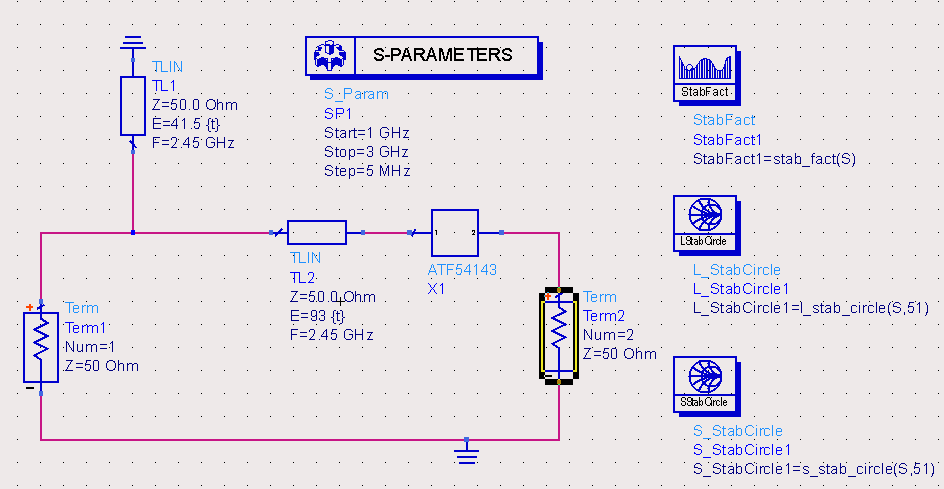 TLIN
TL1
Z=50.0 Ohm
E=41.5 {t}
F=2.45 GHz
S-PARAMETERS
S_Param
SP1
Start=1 GHz
Stop=3 GHz
Step=5 MHz
StabFact
StabFact
StabFact1
StabFact1=stab_fact(S)
1
2
TLIN
TL2
Z=50.0 Ohm
E=93 {t}
F=2.45 GHz
ATF54143
X1
LStabCircle
L_StabCircle
L_StabCircle1
L_StabCircle1=l_stab_circle(S,51)
+
Term
Term1
Num=1
Z=50 Ohm
-
+
Term
Term2
Num=2
Z=50 Ohm
-
SStabCircle
S_StabCircle
S_StabCircle1
S_StabCircle1=s_stab_circle(S,51)